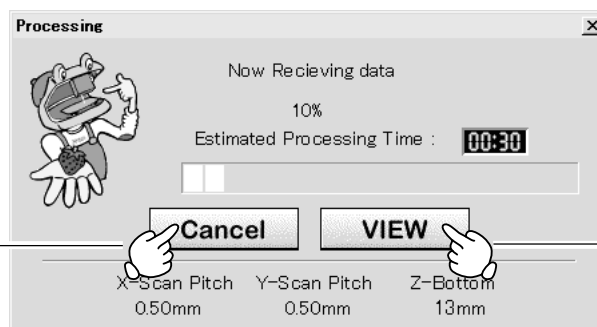 Processing
Now Recieving data
10%
Estimated Processing Time : 00:30
Cancel VIEW
X-Scan Pitch Y-Scan Pitch Z-Bottom
0.50mm 0.50mm 13mm